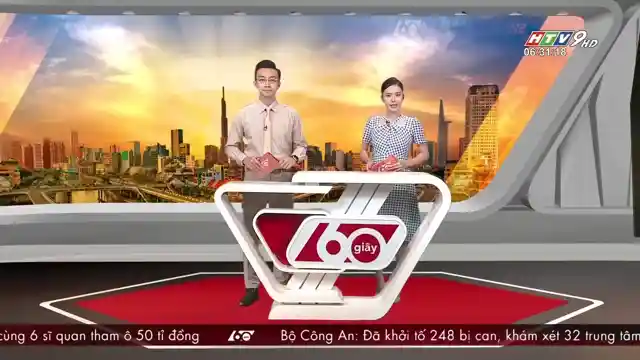 HTV9 HD
06:31:18
60 giây
cùng 6 sĩ quan tham ô 50 tỉ đồng 60 Bộ Công An: Đã khởi tố 248 bị can, khám xét 32 trung tâm